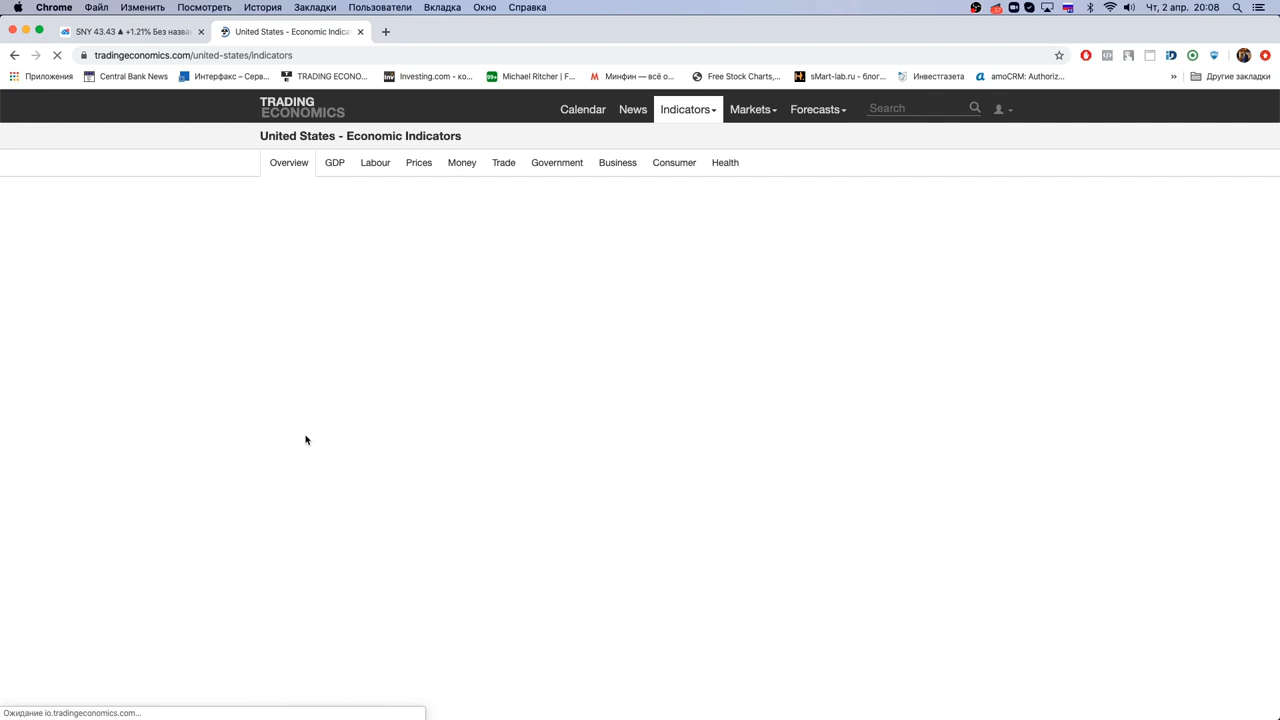 Chrome Файл Изменить Посмотреть История Закладки Пользователи Вкладка Окно Справка Чт, 2 апр. 20:08
SNY 43.43 ▲ +1.21% Без назва United States - Economic Indica
tradingeconomics.com/united-states/indicators
Приложения Central Bank News Интерфакс – Серв... TRADING ECONO... Investing.com - ко... Michael Ritcher | F... Минфин — всё о... Free Stock Charts,... sMart-lab.ru - блог... Инвестгазета amoCRM: Authoriz... » Другие закладки
TRADING
ECONOMICS
Calendar News Indicators Markets Forecasts Search
United States - Economic Indicators
Overview GDP Labour Prices Money Trade Government Business Consumer Health
Ожидание io.tradingeconomics.com...